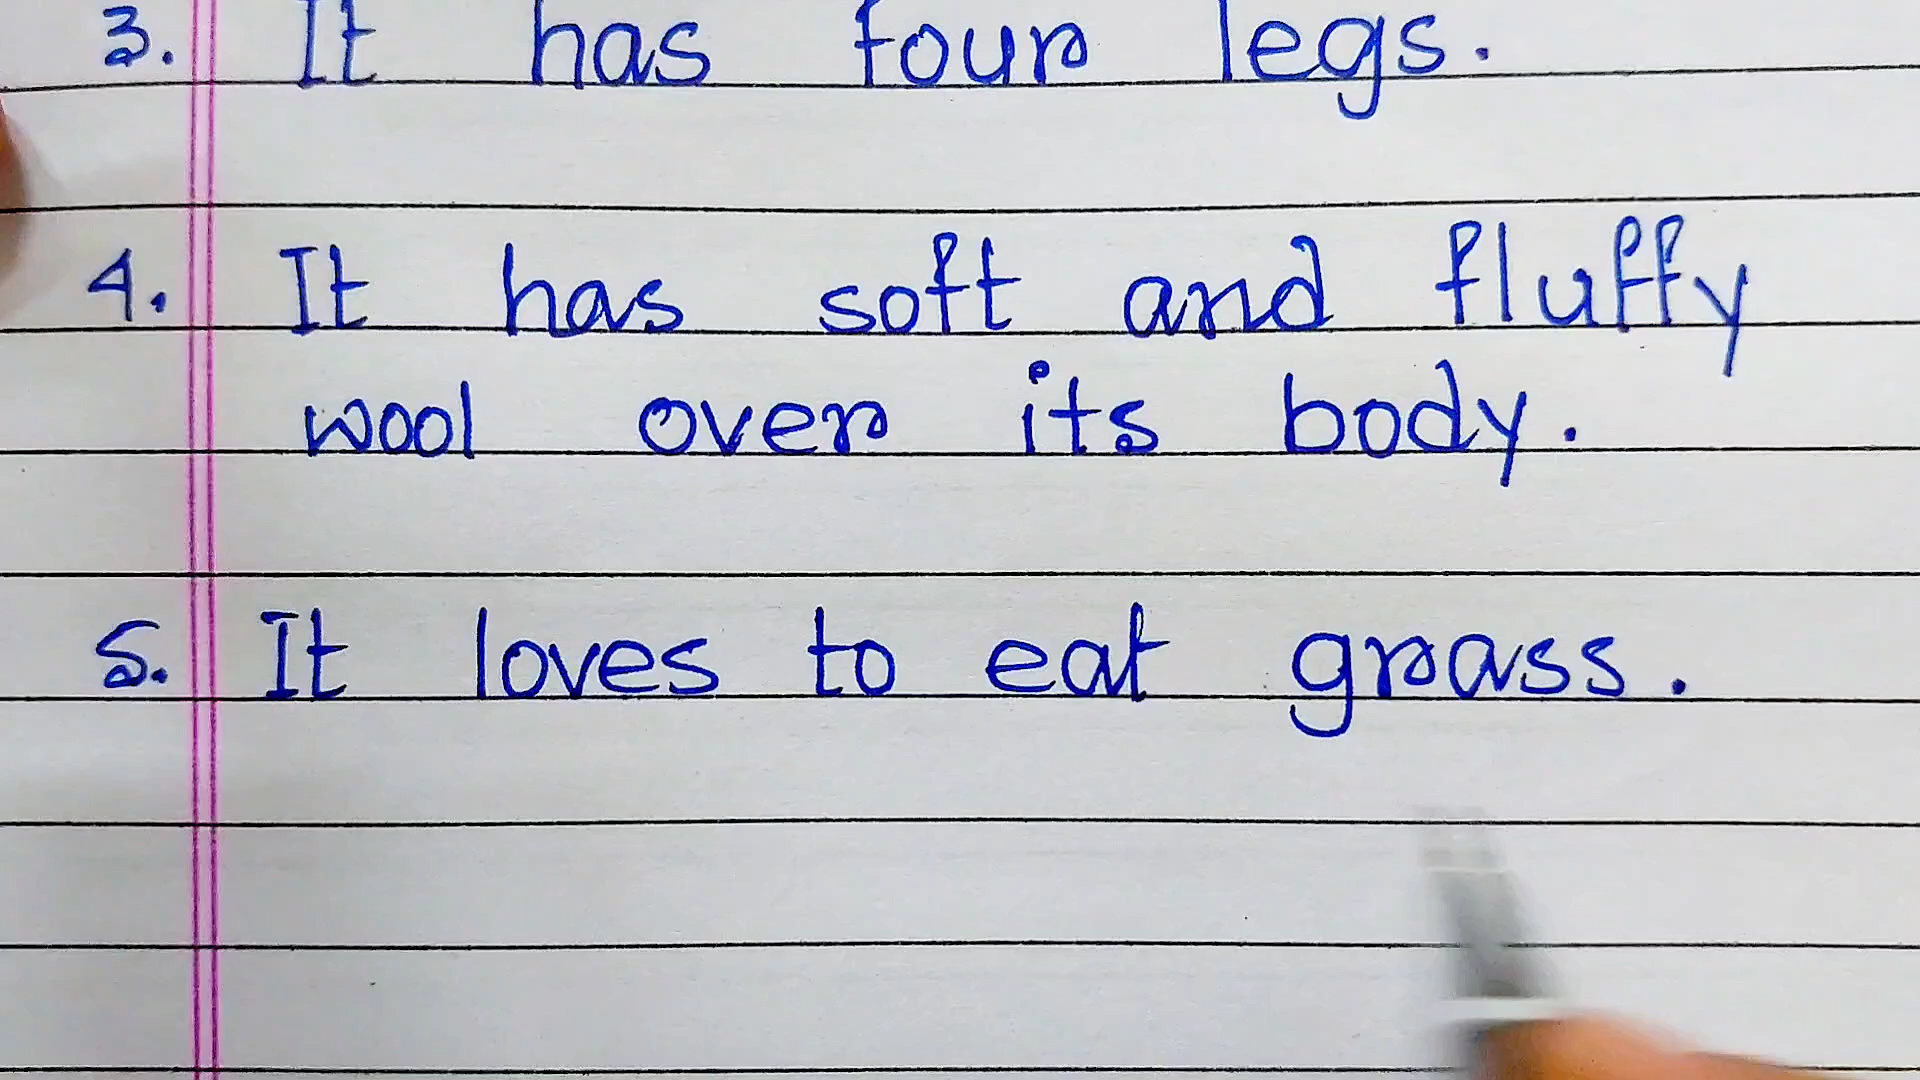 3. It has four legs.
4. It has soft and fluffy
wool over its body.
5. It loves to eat grass.